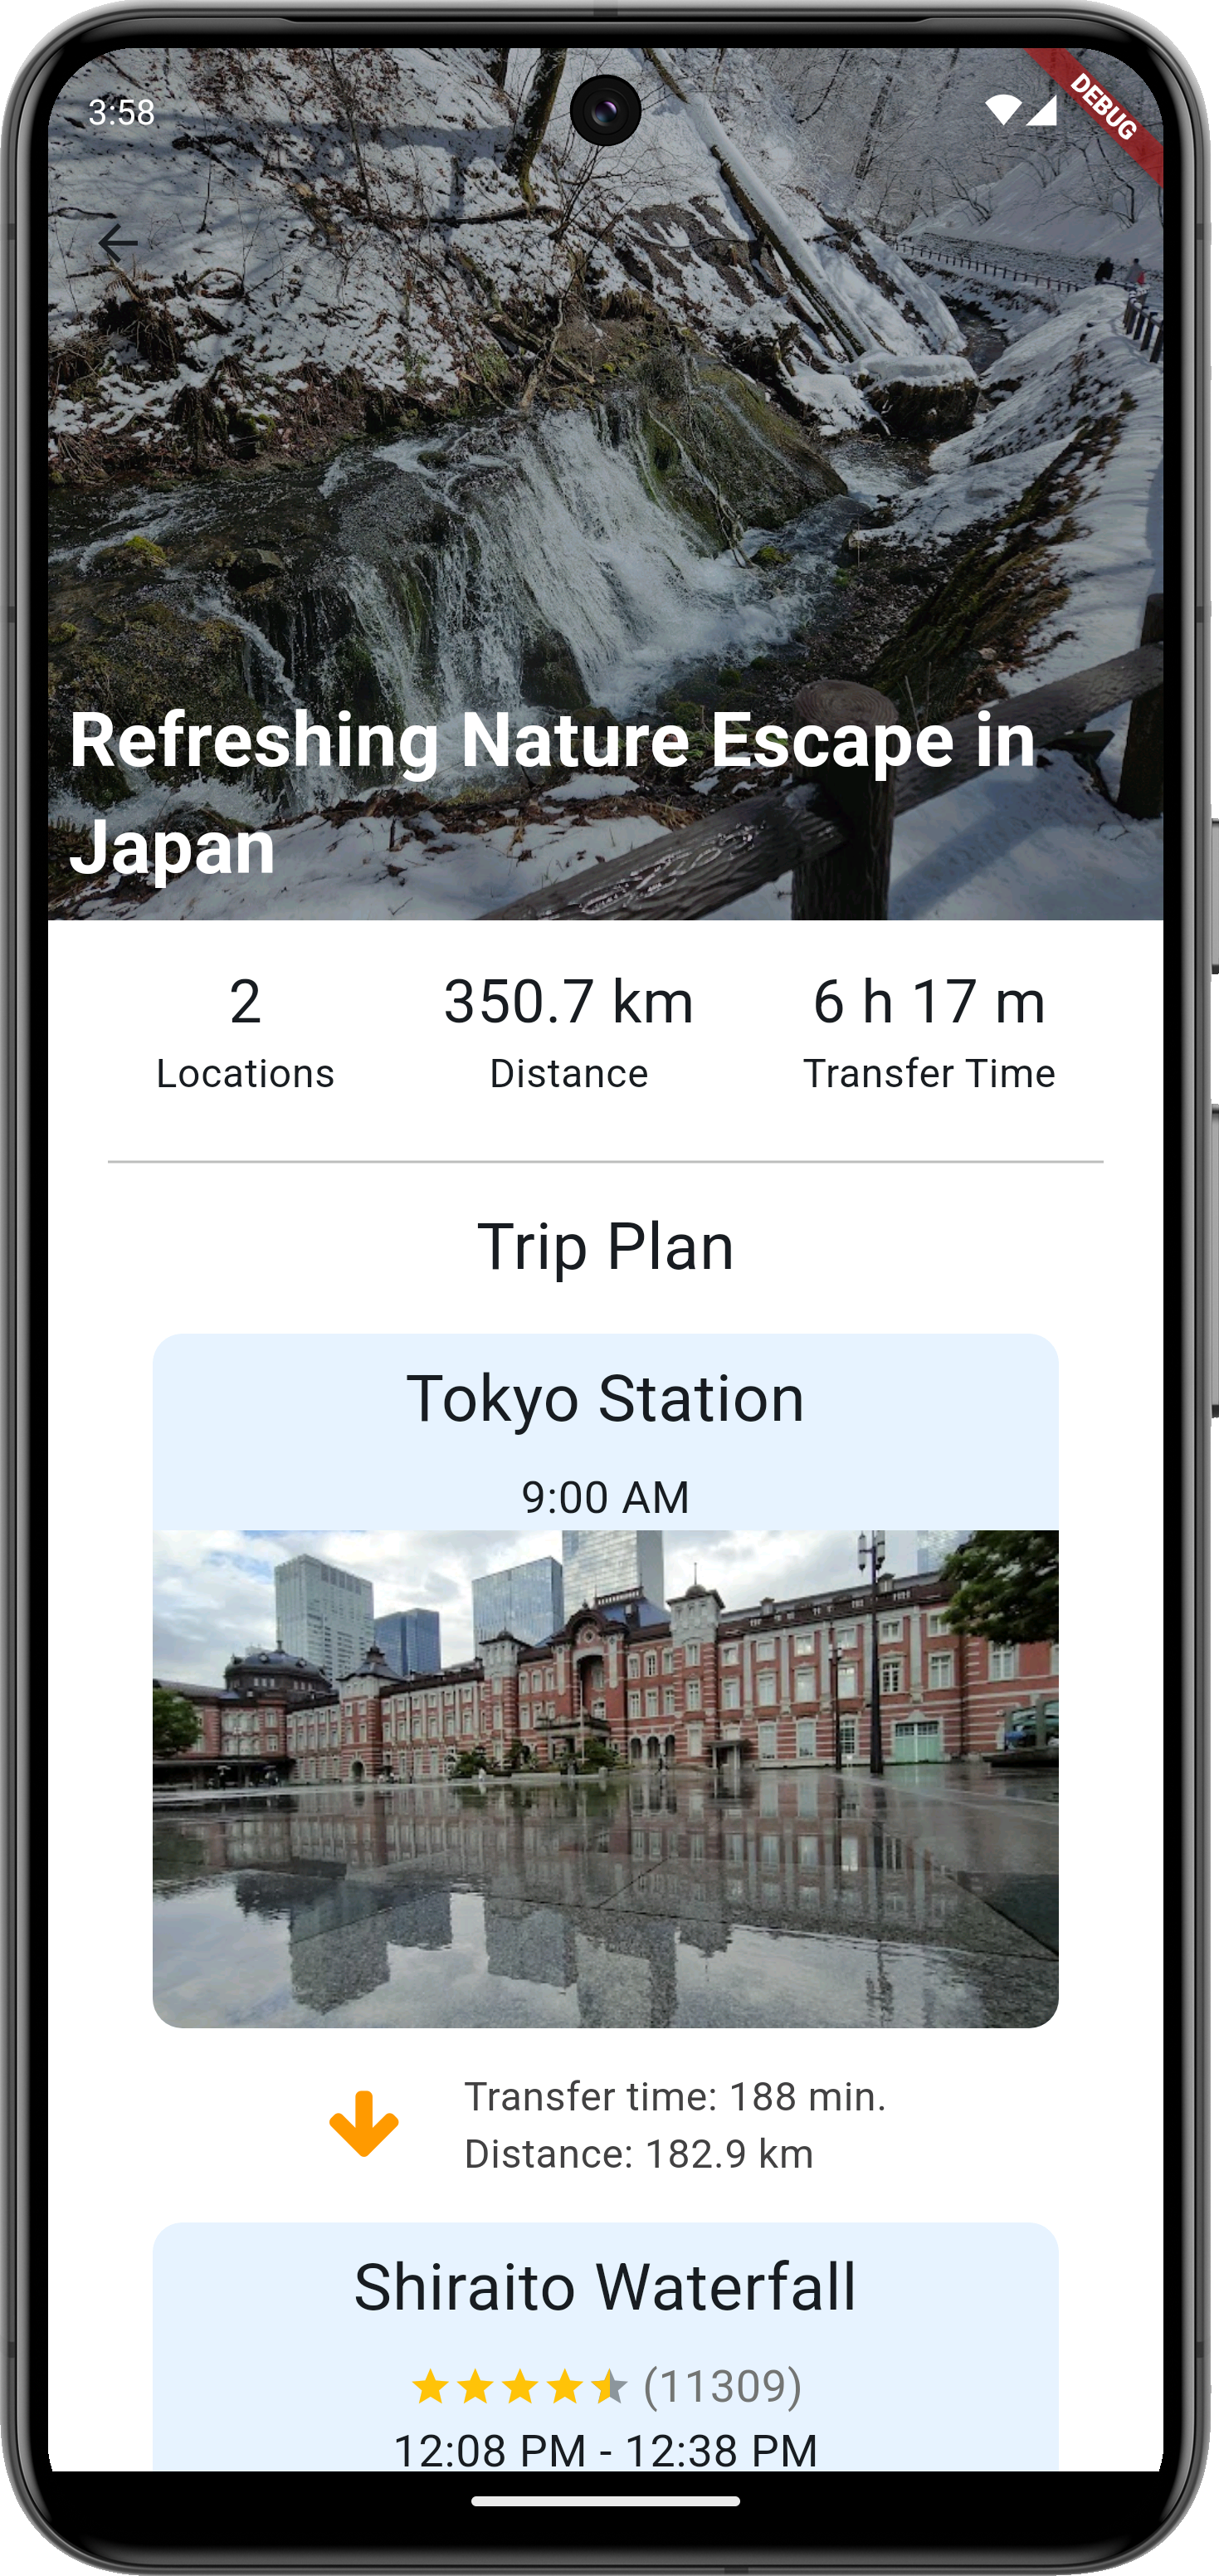 3:58
DEBUG
Refreshing Nature Escape in
Japan
2 350.7 km 6 h 17 m
Locations Distance Transfer Time
Trip Plan
Tokyo Station
9:00 AM
Transfer time: 188 min.
Distance: 182.9 km
Shiraito Waterfall
(11309)
12:08 PM - 12:38 PM